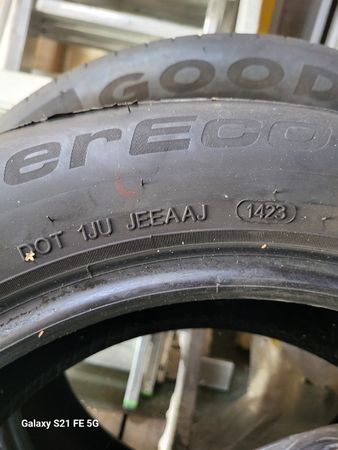 GOOD
erEco
DOT 1JU JEEAAJ 1423
Galaxy S21 FE 5G